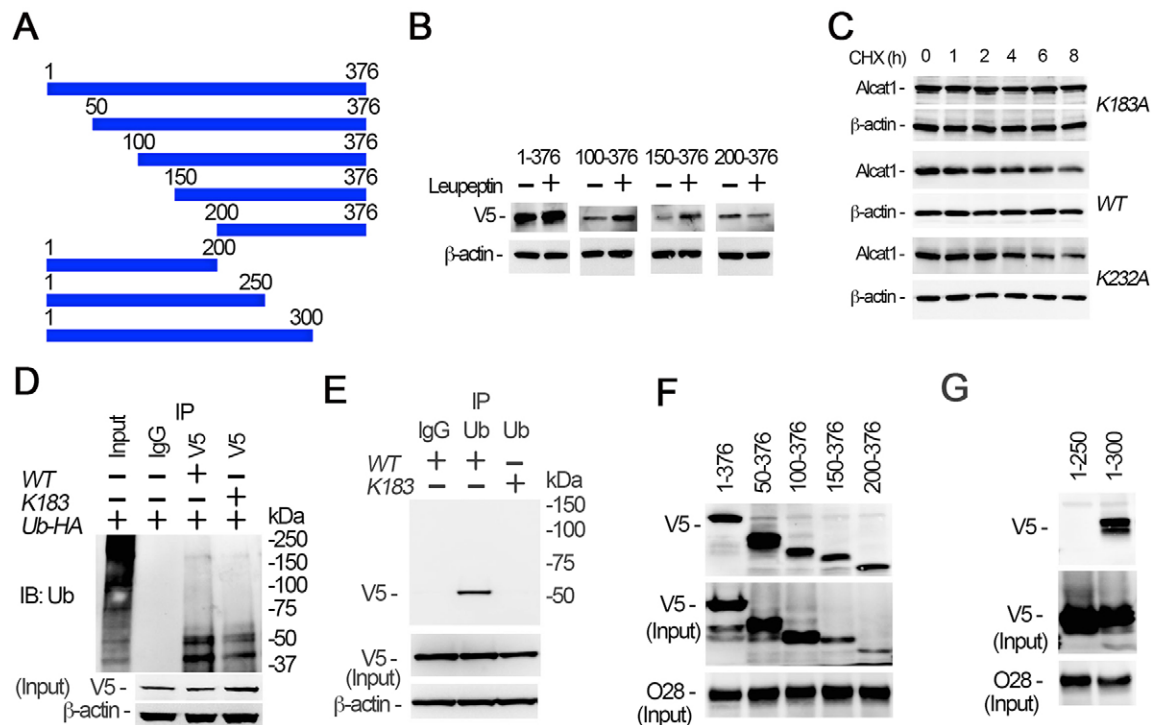 A
1 376
50 376
100 376
150 376
200 376
1 200
1 250
1 300
B
1-376 100-376 150-376 200-376
Leupeptin − + − + − + − +
V5 -
β-actin -
C
CHX (h) 0 1 2 4 6 8
Alcat1 -
K183A
β-actin -
Alcat1 -
WT
β-actin -
Alcat1 -
K232A
β-actin -
D
IP
Input IgG V5 V5
WT − − + −
K183 − − − +
Ub-HA + + + +
kDa
-250
-150
-100
IB: Ub
-75
-50
-37
(Input) V5 -
β-actin -
E
IP
IgG Ub Ub
WT + + −
K183 − − +
kDa
-150
-100
-75
V5 - -50
V5 -
(Input)
β-actin -
F
1-376 50-376 100-376 150-376 200-376
V5 -
V5 -
(Input)
O28 -
(Input)
G
1-250 1-300
V5 -
V5 -
(Input)
O28 -
(Input)